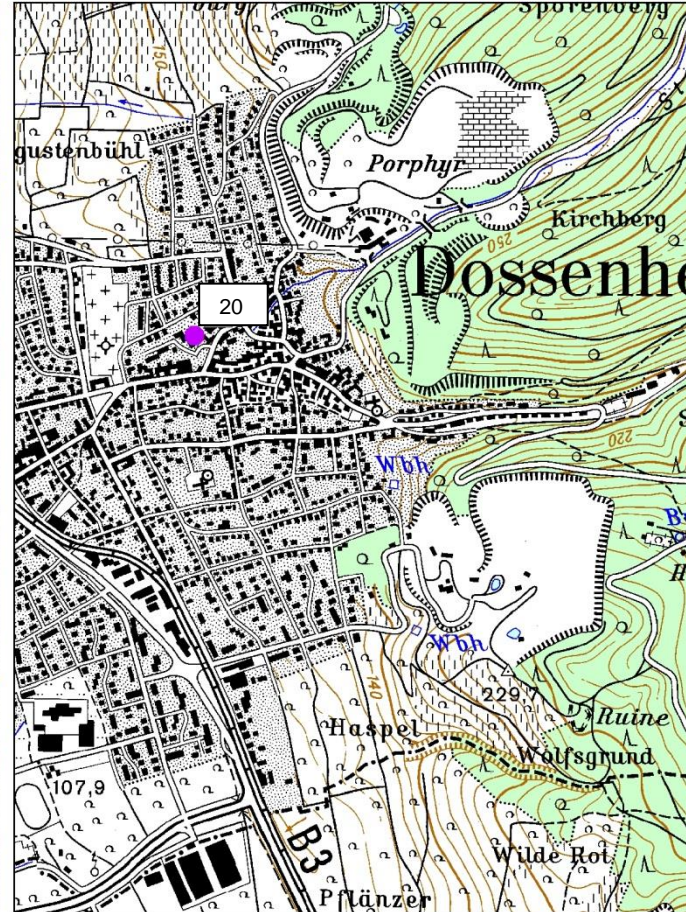 Sporenberg
150
gustenbühl
Porphyr
Kirchberg
250
Dossenhe
20
220
Wbh
Wbh
140
229,7
Haspel
Ruine
Wolfsgrund
107,9
B3
Wilde Rot
Pflänzer